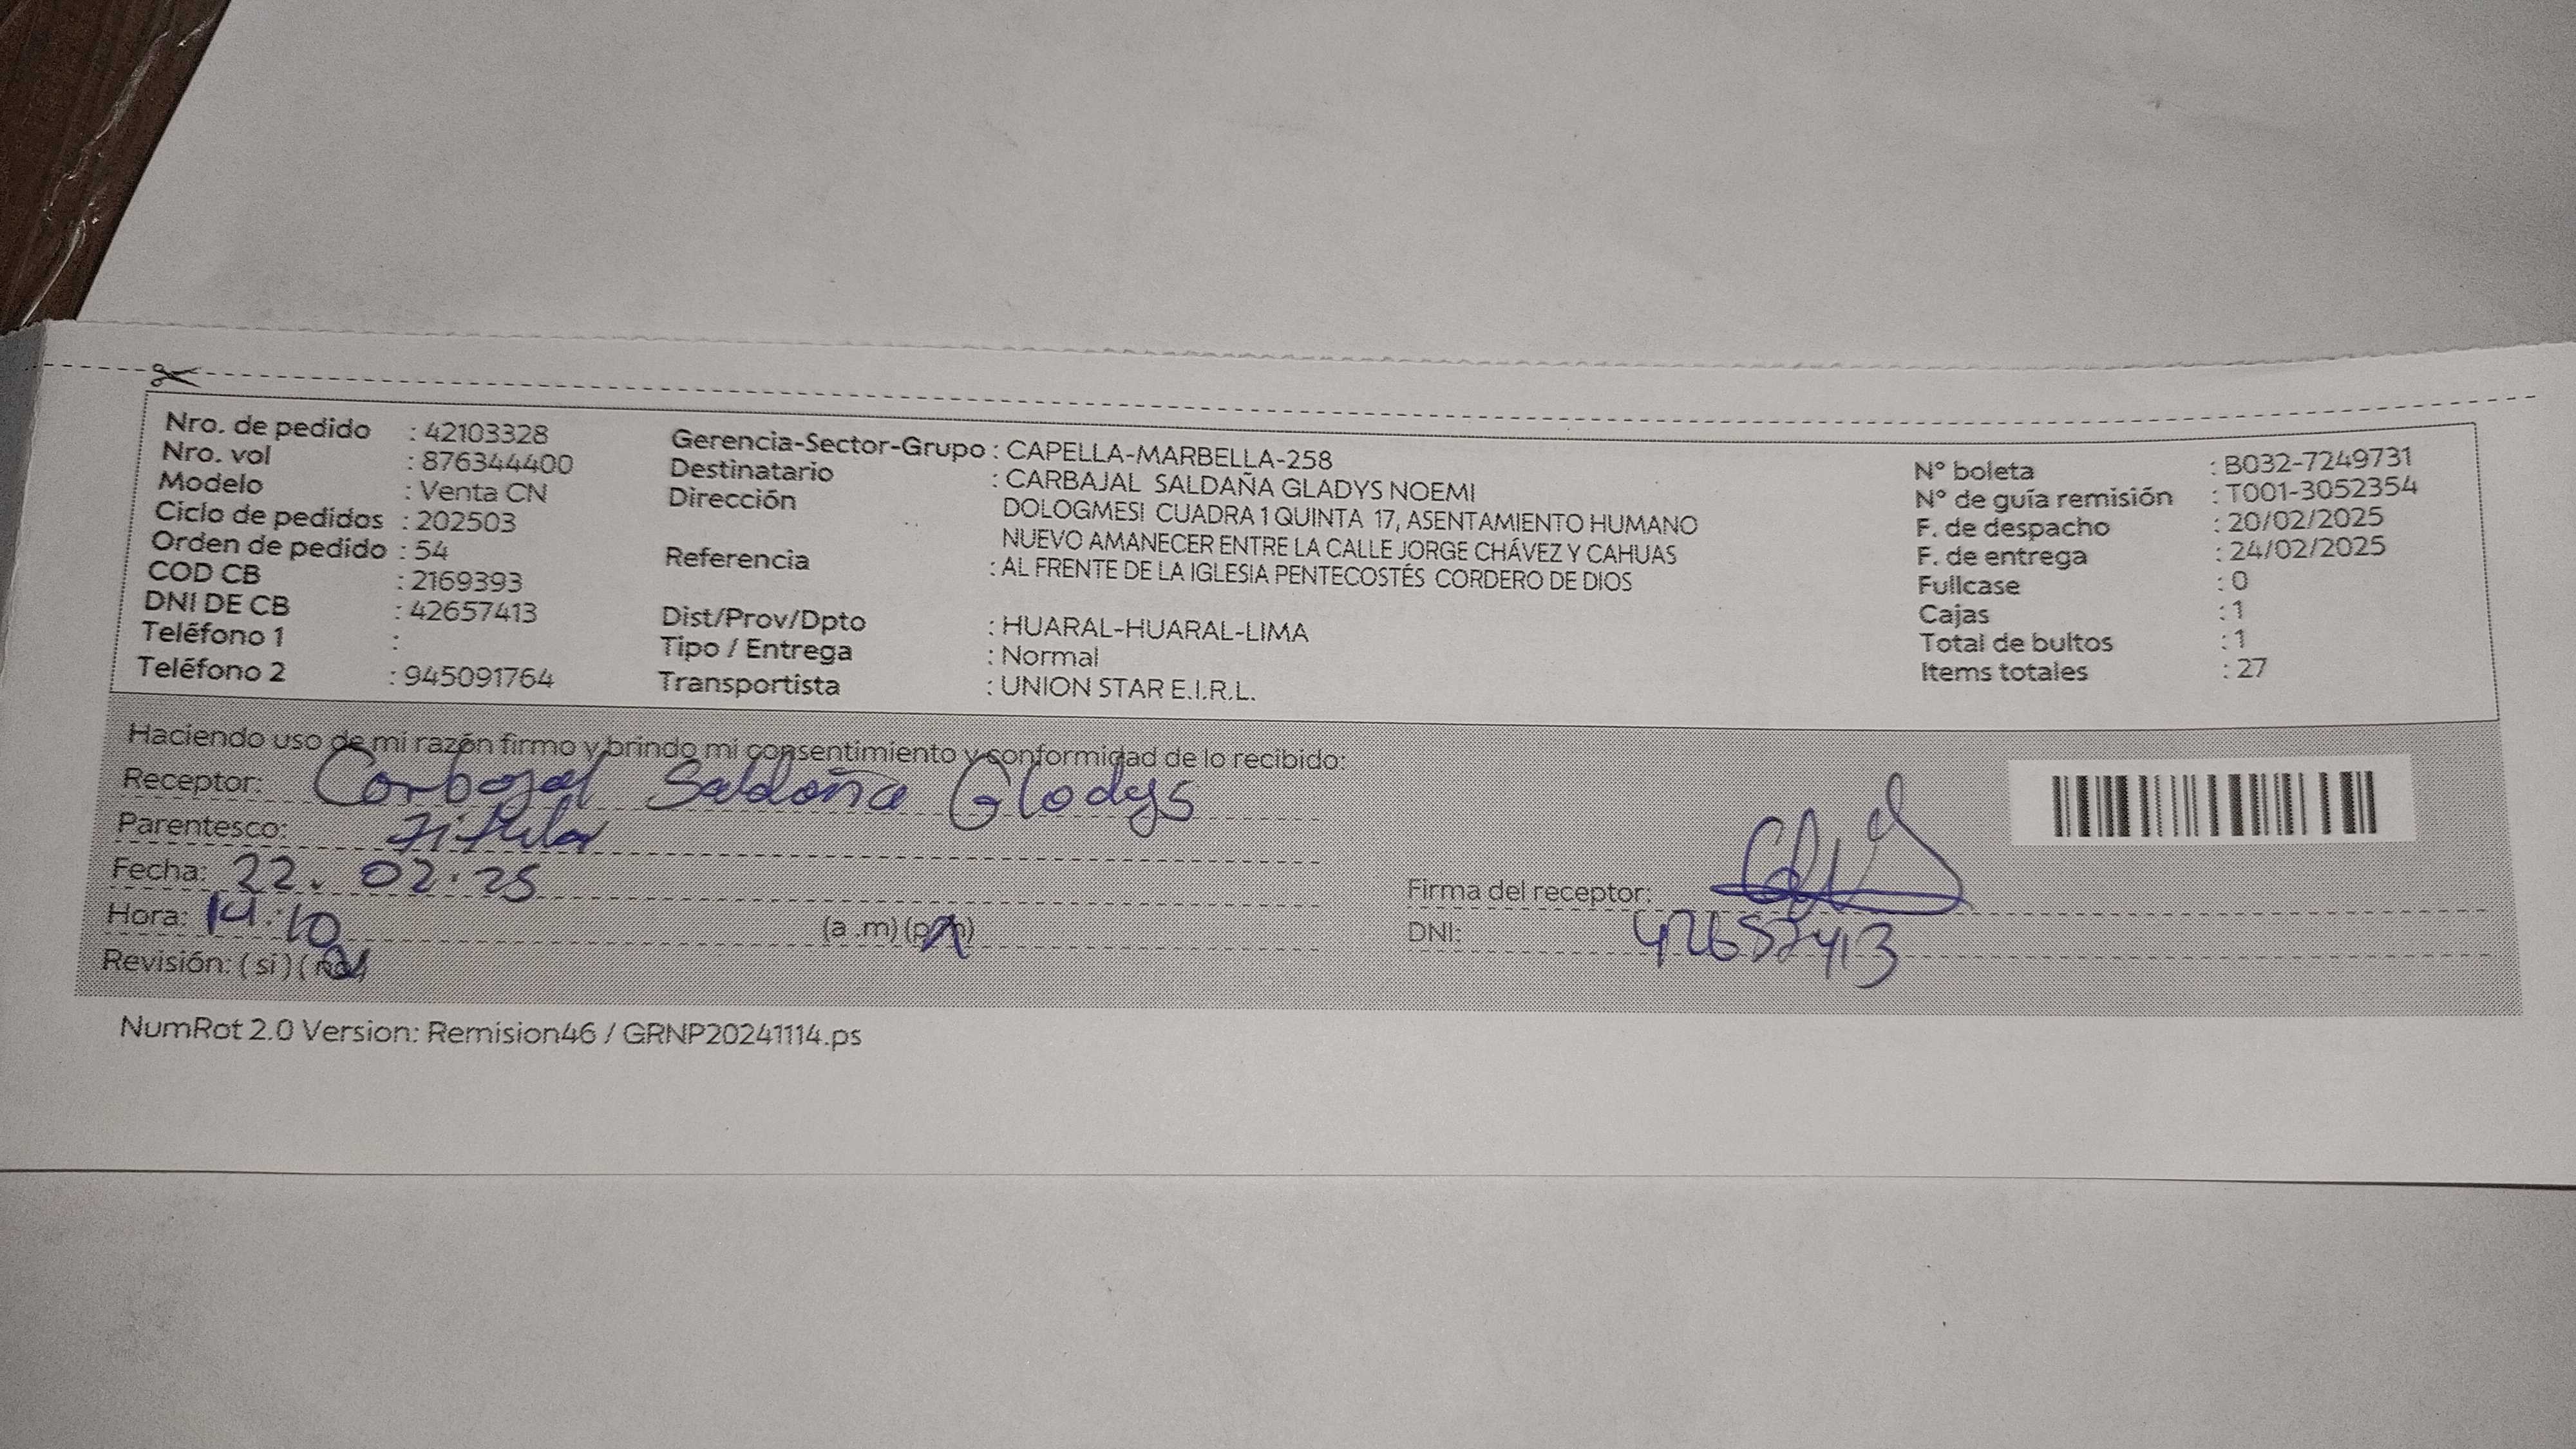 Nro. de pedido : 42103328
Nro. vol : 876344400
Modelo : Venta CN
Ciclo de pedidos : 202503
Orden de pedido : 54
COD CB : 2169393
DNI DE CB : 42657413
Teléfono 1 :
Teléfono 2 : 945091764
Gerencia-Sector-Grupo : CAPELLA-MARBELLA-258
Destinatario : CARBAJAL SALDAÑA GLADYS NOEMI
Dirección DOLOGMESI CUADRA 1 QUINTA 17, ASENTAMIENTO HUMANO
NUEVO AMANECER ENTRE LA CALLE JORGE CHÁVEZ Y CAHUAS
Referencia : AL FRENTE DE LA IGLESIA PENTECOSTÉS CORDERO DE DIOS
Dist/Prov/Dpto : HUARAL-HUARAL-LIMA
Tipo / Entrega : Normal
Transportista : UNION STAR E.I.R.L.
N° boleta : B032-7249731
N° de guía remisión : T001-3052354
F. de despacho : 20/02/2025
F. de entrega : 24/02/2025
Fullcase : 0
Cajas : 1
Total de bultos : 1
Items totales : 27
Haciendo uso de mi razón firmo y brindo mi consentimiento y conformidad de lo recibido:
Receptor: Carbajal Saldaña Gladys
Parentesco: Titular
Fecha: 22. 02. 25
Hora: 14:10 (a .m) (p.m)
Revisión: ( si ) ( no )
Firma del receptor:
DNI: 42657413
NumRot 2.0 Version: Remision46 / GRNP20241114.ps